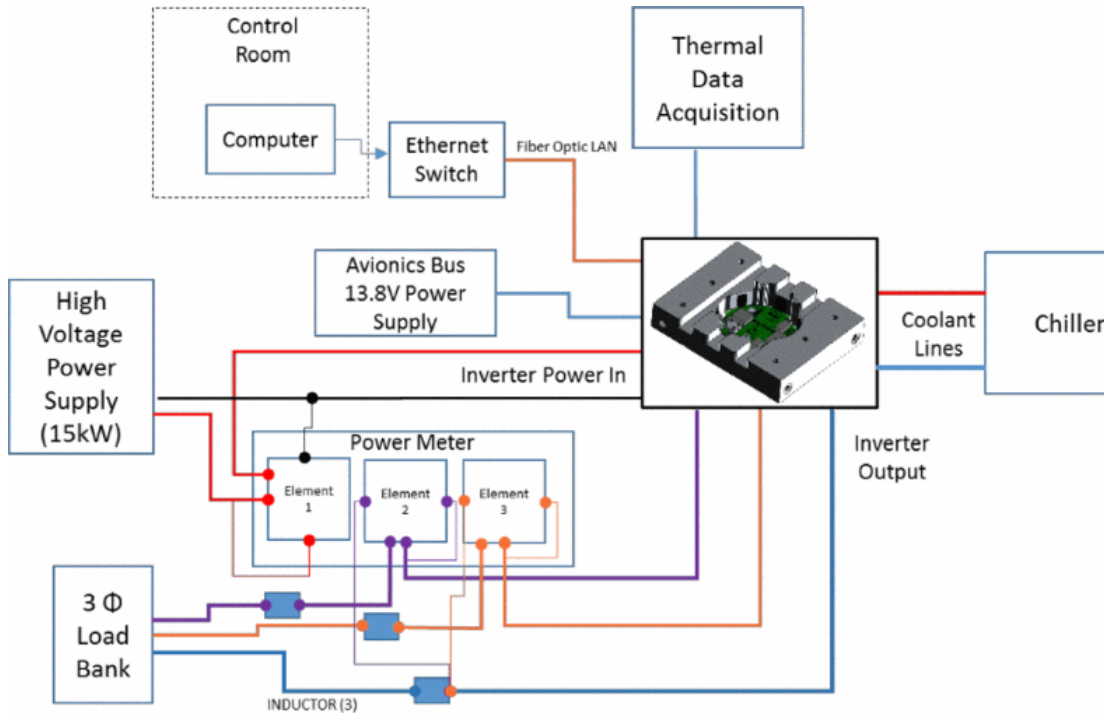 Control
Room
Computer
Ethernet
Switch
Fiber Optic LAN
Thermal
Data
Acquisition
Avionics Bus
13.8V Power
Supply
High
Voltage
Power
Supply
(15kW)
Inverter Power In
Coolant
Lines
Chiller
Power Meter
Element
1
Element
2
Element
3
Inverter
Output
3 Φ
Load
Bank
INDUCTOR (3)